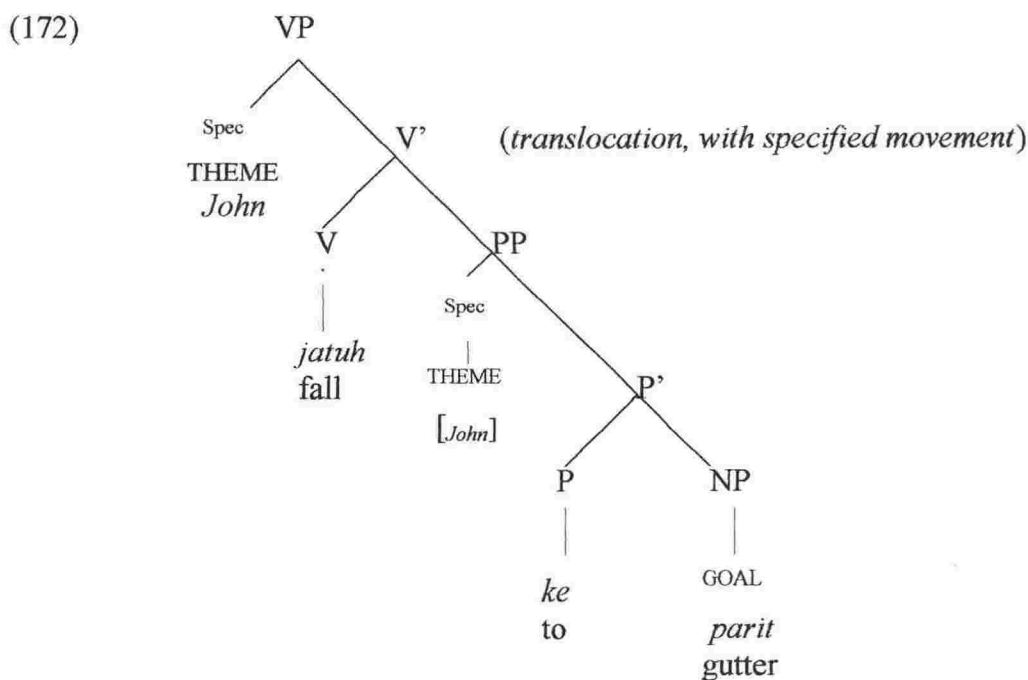 (172) VP
Spec V' (translocation, with specified movement)
THEME
John
V PP
Spec
jatuh THEME P'
fall
[John]
P NP
ke GOAL
to parit
gutter